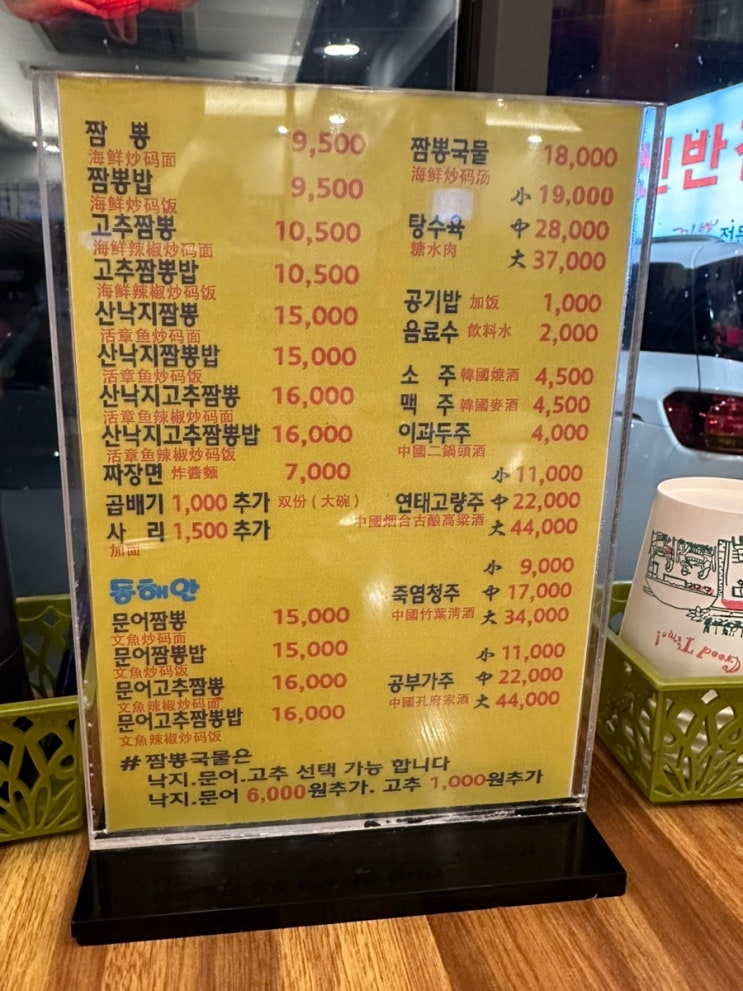 짬 뽕 9,500
海鲜炒码面
짬뽕밥 9,500
海鲜炒码饭
고추짬뽕 10,500
海鲜辣椒炒码面
고추짬뽕밥 10,500
海鲜辣椒炒码饭
산낙지짬뽕 15,000
活章鱼炒码面
산낙지짬뽕밥 15,000
活章鱼炒码饭
산낙지고추짬뽕 16,000
活章鱼辣椒炒码面
산낙지고추짬뽕밥 16,000
活章鱼辣椒炒码饭
짜장면 炸醬麵 7,000
곱배기 1,000 추가 双份 (大碗)
사 리 1,500 추가
加面
동해안
문어짬뽕 15,000
文魚炒码面
문어짬뽕밥 15,000
文魚炒码饭
문어고추짬뽕 16,000
文魚辣椒炒码面
문어고추짬뽕밥 16,000
文魚辣椒炒码饭
짬뽕국물 18,000
海鲜炒码汤
小 19,000
탕수육 中 28,000
糖水肉
大 37,000
공기밥 加饭 1,000
음료수 飲料水 2,000
소 주 韓國燒酒 4,500
맥 주 韓國麥酒 4,500
이과두주 4,000
中國二鍋頭酒
小 11,000
연태고량주 中 22,000
中國烟台古酿高粱酒 大 44,000
小 9,000
죽염청주 中 17,000
中國竹葉淸酒 大 34,000
小 11,000
공부가주 中 22,000
中國孔府家酒 大 44,000
# 짬뽕국물은
낙지.문어.고추 선택 가능 합니다
낙지.문어 6,000원추가. 고추 1,000원추가
Good Time!